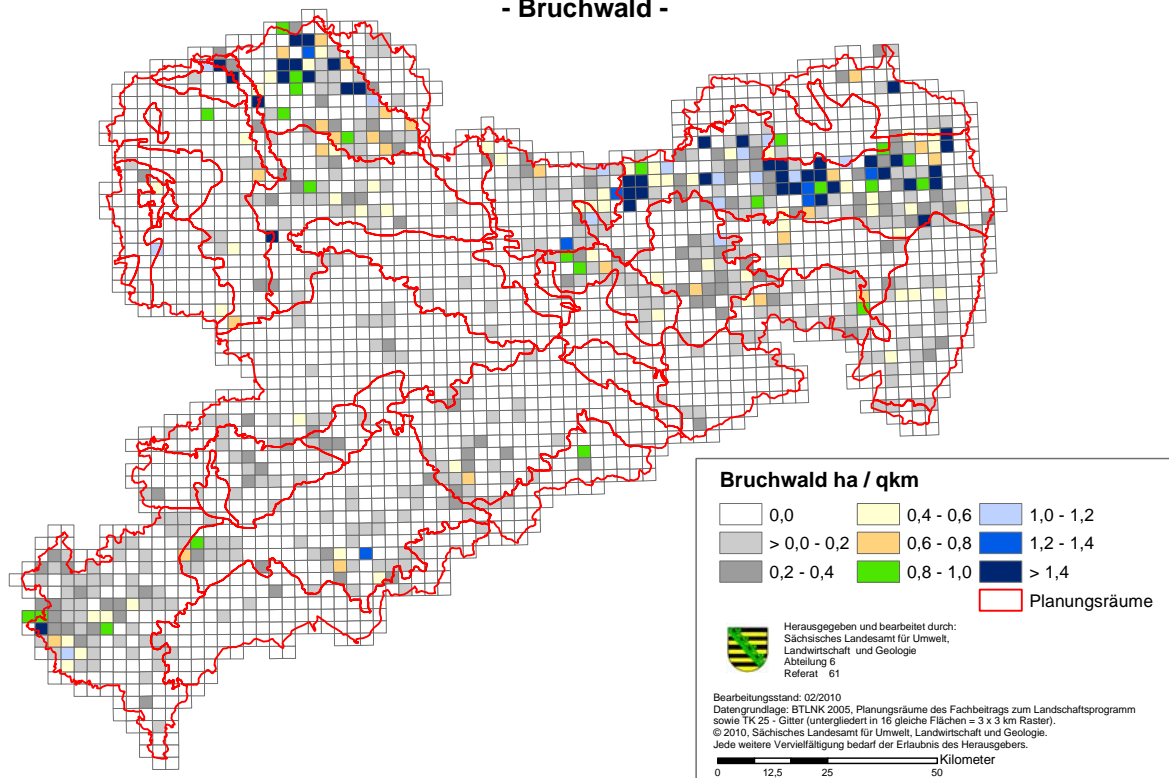 - Bruchwald -
Bruchwald ha / qkm
0,0
> 0,0 - 0,2
0,2 - 0,4
0,4 - 0,6
0,6 - 0,8
0,8 - 1,0
1,0 - 1,2
1,2 - 1,4
> 1,4
Planungsräume
Herausgegeben und bearbeitet durch:
Sächsisches Landesamt für Umwelt,
Landwirtschaft und Geologie
Abteilung 6
Referat 61
Bearbeitungsstand: 02/2010
Datengrundlage: BTLNK 2005, Planungsräume des Fachbeitrags zum Landschaftsprogramm
sowie TK 25 - Gitter (untergliedert in 16 gleiche Flächen = 3 x 3 km Raster).
© 2010, Sächisches Landesamt für Umwelt, Landwirtschaft und Geologie.
Jede weitere Vervielfältigung bedarf der Erlaubnis des Herausgebers.
Kilometer
0 12,5 25 50